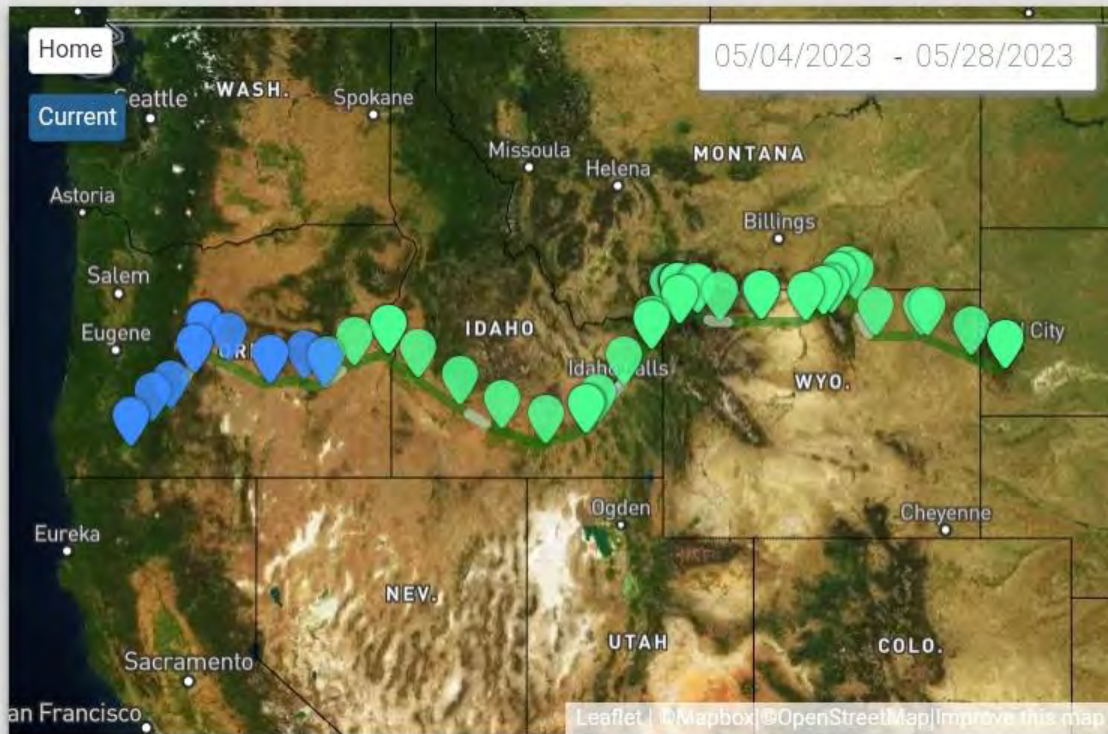 Home
05/04/2023 - 05/28/2023
Current
Seattle
WASH.
Spokane
Missoula
Helena
MONTANA
Astoria
Billings
Salem
Eugene
IDAHO
City
Idaho Falls
WYO.
Ogden
Cheyenne
Eureka
NEV.
UTAH
COLO.
Sacramento
an Francisco
Leaflet | ©Mapbox|©OpenStreetMap|Improve this map